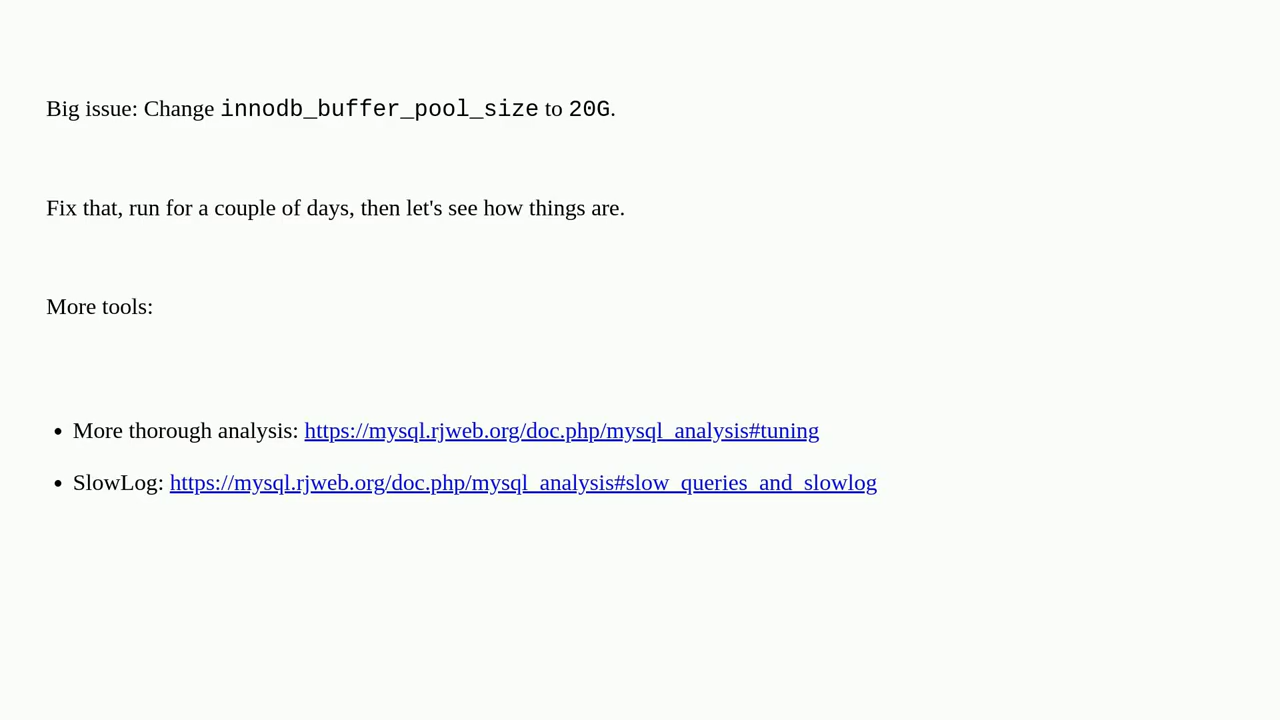 Big issue: Change innodb_buffer_pool_size to 20G.
Fix that, run for a couple of days, then let's see how things are.
More tools:
• More thorough analysis: https://mysql.rjweb.org/doc.php/mysql_analysis#tuning
• SlowLog: https://mysql.rjweb.org/doc.php/mysql_analysis#slow_queries_and_slowlog